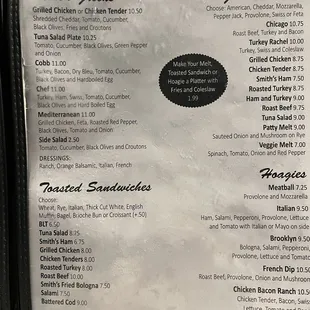 Grilled Chicken or Chicken Tender 10.50
Shredded Cheddar, Tomato, Cucumber,
Black Olives, Fries and Croutons
Tuna Salad Plate 10.25
Tomato, Cucumber, Black Olives, Green Pepper
and Onion
Cobb 11.00
Turkey, Bacon, Dry Bleu, Tomato, Cucumber,
Black Olives and Hardboiled Egg
Chef 11.00
Turkey, Ham, Swiss, Tomato, Cucumber,
Black Olives and Hard Boiled Egg
Mediterranean 11.00
Grilled Chicken, Feta, Roasted Red Pepper,
Black Olives, Tomato and Onion
Side Salad 2.50
Tomato, Cucumber, Black Olives and Croutons
DRESSINGS:
Ranch, Orange Balsamic, Italian, French
Toasted Sandwiches
Choose:
Wheat, Rye, Italian, Thick Cut White, English
Muffin, Bagel, Brioche Bun or Croissant (+.50)
BLT 6.50
Tuna Salad 8.75
Smith's Ham 6.75
Grilled Chicken 8.00
Chicken Tenders 8.00
Roasted Turkey 8.00
Roast Beef 10.00
Smith's Fried Bologna 7.50
Salami 7.50
Battered Cod 9.00
Make Your Melt,
Toasted Sandwich or
Hoagie a Platter with
Fries and Coleslaw
1.99
Choose: American, Cheddar, Mozzarella,
Pepper Jack, Provolone, Swiss or Feta
Chicago 10.75
Roast Beef, Turkey and Bacon
Turkey Rachel 10.00
Turkey, Swiss and Coleslaw
Grilled Chicken 8.75
Chicken Tender 8.75
Smith's Ham 7.50
Roasted Turkey 8.75
Ham and Turkey 9.00
Roast Beef 9.75
Tuna Salad 9.00
Patty Melt 9.00
Sauteed Onion and Mushroom on Rye
Veggie Melt 7.00
Spinach, Tomato, Onion and Red Pepper
Hoagies
Meatball 7.25
Provolone and Mozzarella
Italian 9.50
Ham, Salami, Pepperoni, Provolone, Lettuce
and Tomato with Italian or Mayo on side
Brooklyn 9.50
Bologna, Salami, Pepperoni,
Provolone, Lettuce and
French Dip 10.50
Roast Beef, Provolone, Onion and Mushroom
Chicken Bacon Ranch 10.50
Chicken Tender, Bacon, Swiss